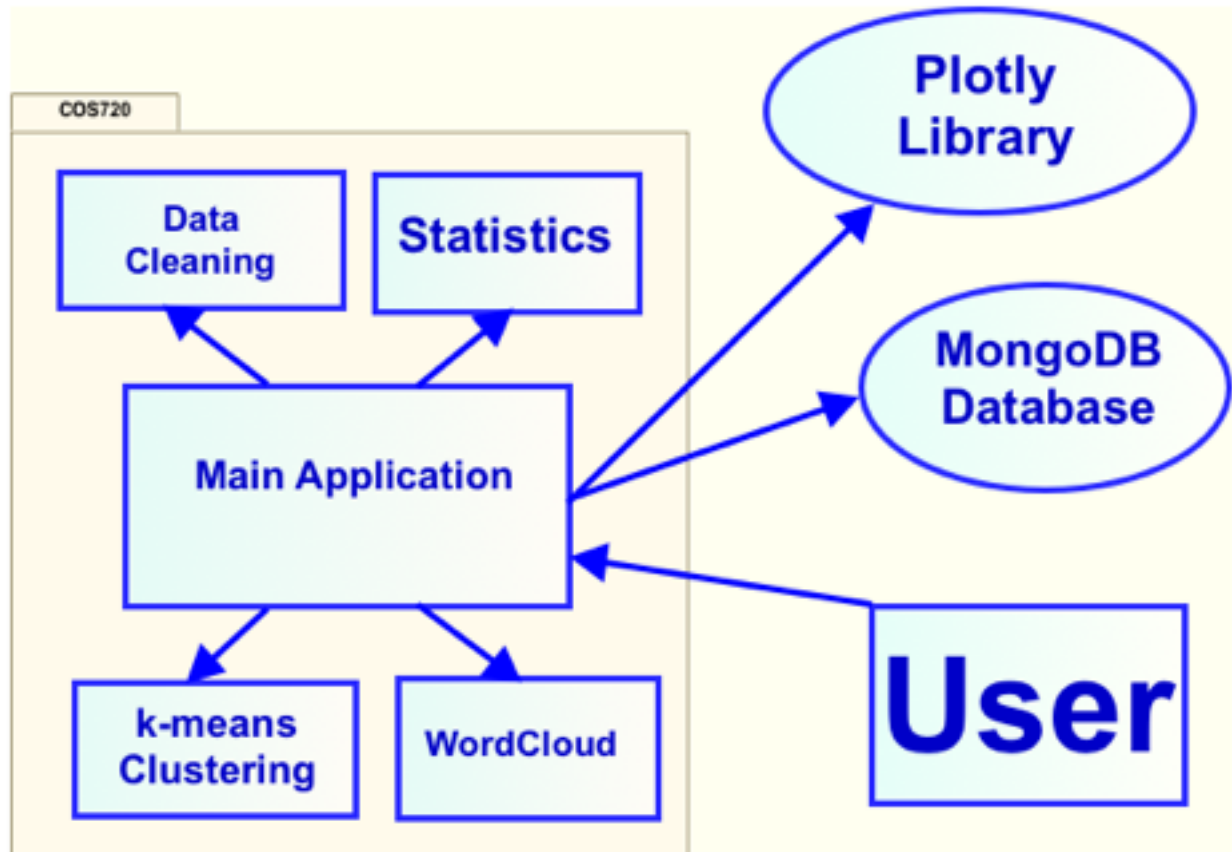 Plotly
Library
COS720
Data
Cleaning
Statistics
MongoDB
Database
Main Application
k-means
Clustering
WordCloud
User